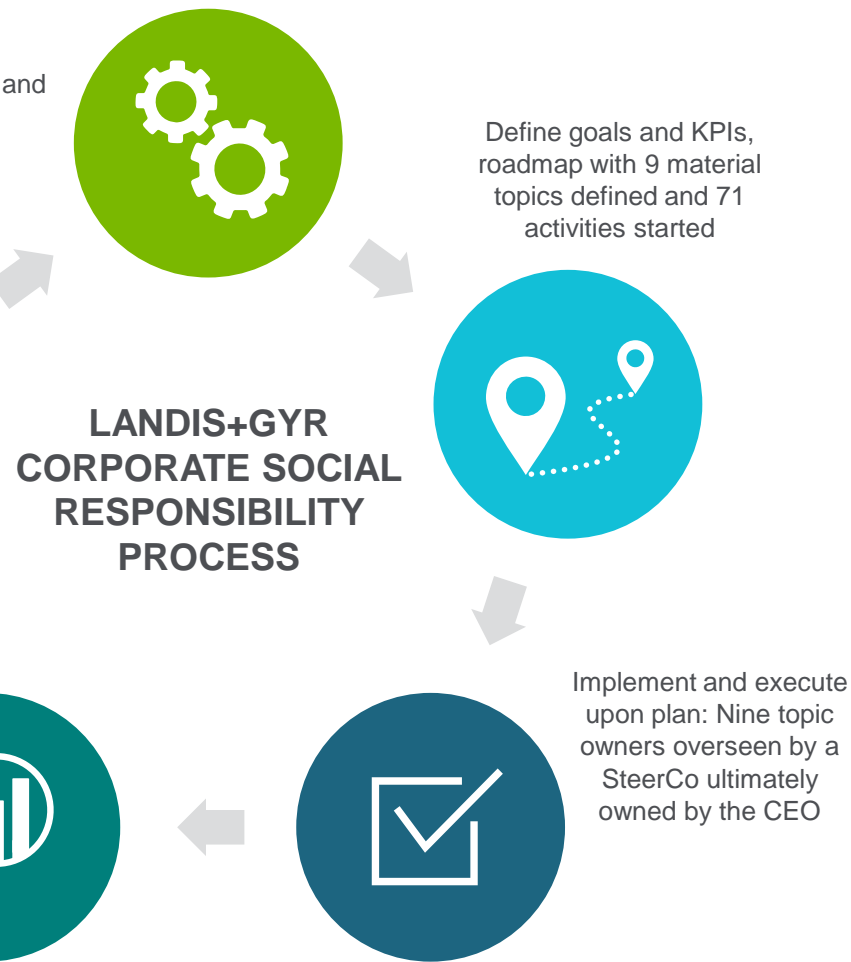 and
Define goals and KPIs,
roadmap with 9 material
topics defined and 71
activities started
LANDIS+GYR
CORPORATE SOCIAL
RESPONSIBILITY
PROCESS
Implement and execute
upon plan: Nine topic
owners overseen by a
SteerCo ultimately
owned by the CEO